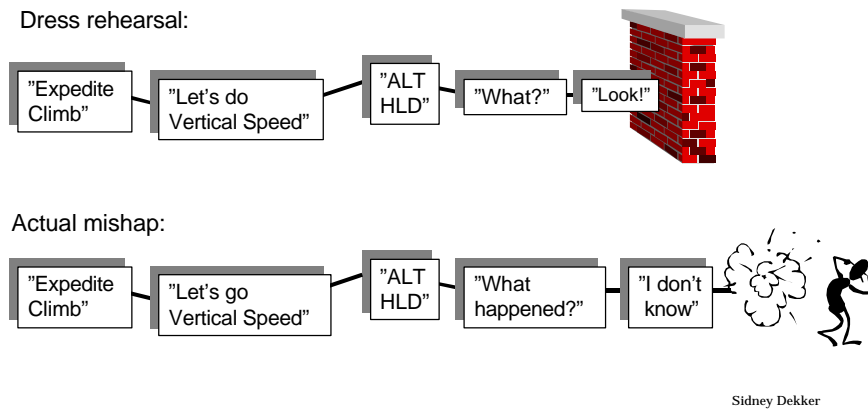 Dress rehearsal:
”Expedite
Climb”
”Let’s do
Vertical Speed”
”ALT
HLD”
”What?”
”Look!”
Actual mishap:
”Expedite
Climb”
”Let’s go
Vertical Speed”
”ALT
HLD”
”What
happened?”
”I don’t
know”
Sidney Dekker